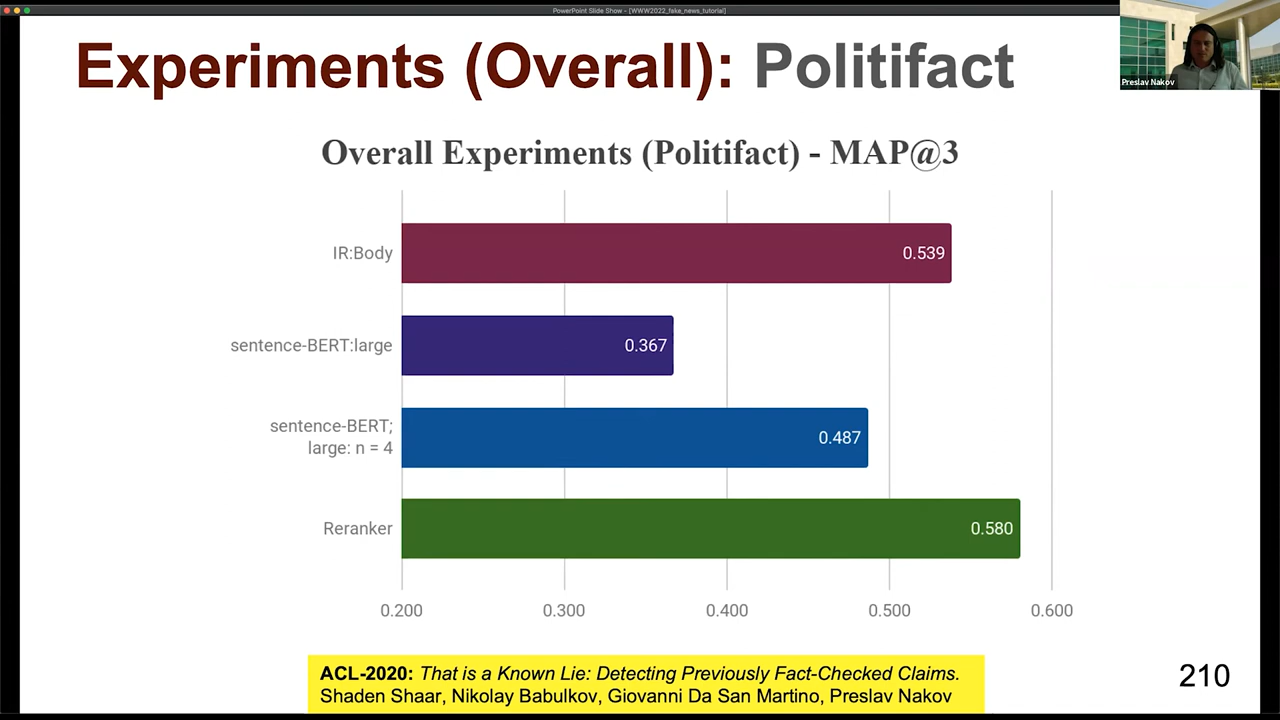 PowerPoint Slide Show - [WWW2022_fake_news_tutorial]
Experiments (Overall): Politifact
Preslav Nakov
Overall Experiments (Politifact) - MAP@3
IR:Body
0.539
sentence-BERT:large
0.367
sentence-BERT;
large: n = 4
0.487
Reranker
0.580
0.200
0.300
0.400
0.500
0.600
ACL-2020: That is a Known Lie: Detecting Previously Fact-Checked Claims.
Shaden Shaar, Nikolay Babulkov, Giovanni Da San Martino, Preslav Nakov
210